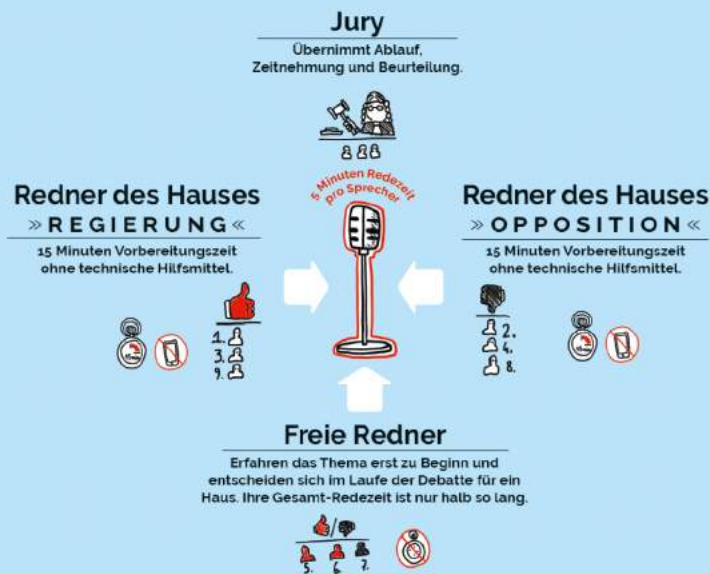 Jury
Übernimmt Ablauf,
Zeitnehmung und Beurteilung.
5 Minuten Redezeit
pro Sprecher
Redner des Hauses
» REGIERUNG «
15 Minuten Vorbereitungszeit
ohne technische Hilfsmittel.
1.
3.
9.
Redner des Hauses
» OPPOSITION «
15 Minuten Vorbereitungszeit
ohne technische Hilfsmittel.
2.
4.
8.
Freie Redner
Erfahren das Thema erst zu Beginn und
entscheiden sich im Laufe der Debatte für ein
Haus. Ihre Gesamt-Redezeit ist nur halb so lang.
/
5. 6. 7.